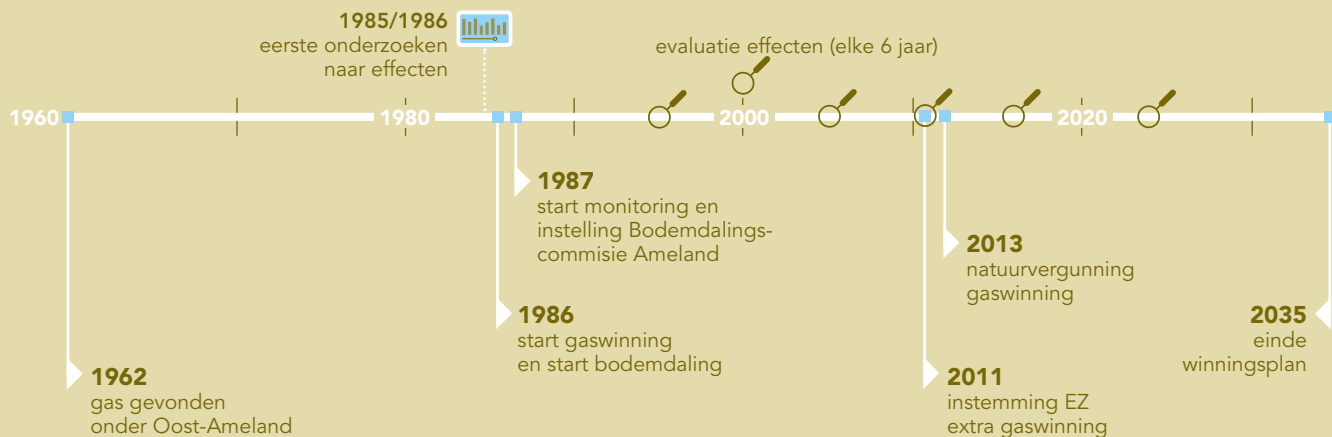 1985/1986
eerste onderzoeken
naar effecten
evaluatie effecten (elke 6 jaar)
1960
1980
2000
2020
1987
start monitoring en
instelling Bodemdalings-
commisie Ameland
2013
natuurvergunning
gaswinning
1986
start gaswinning
en start bodemdaling
2035
einde
winningsplan
1962
gas gevonden
onder Oost-Ameland
2011
instemming EZ
extra gaswinning